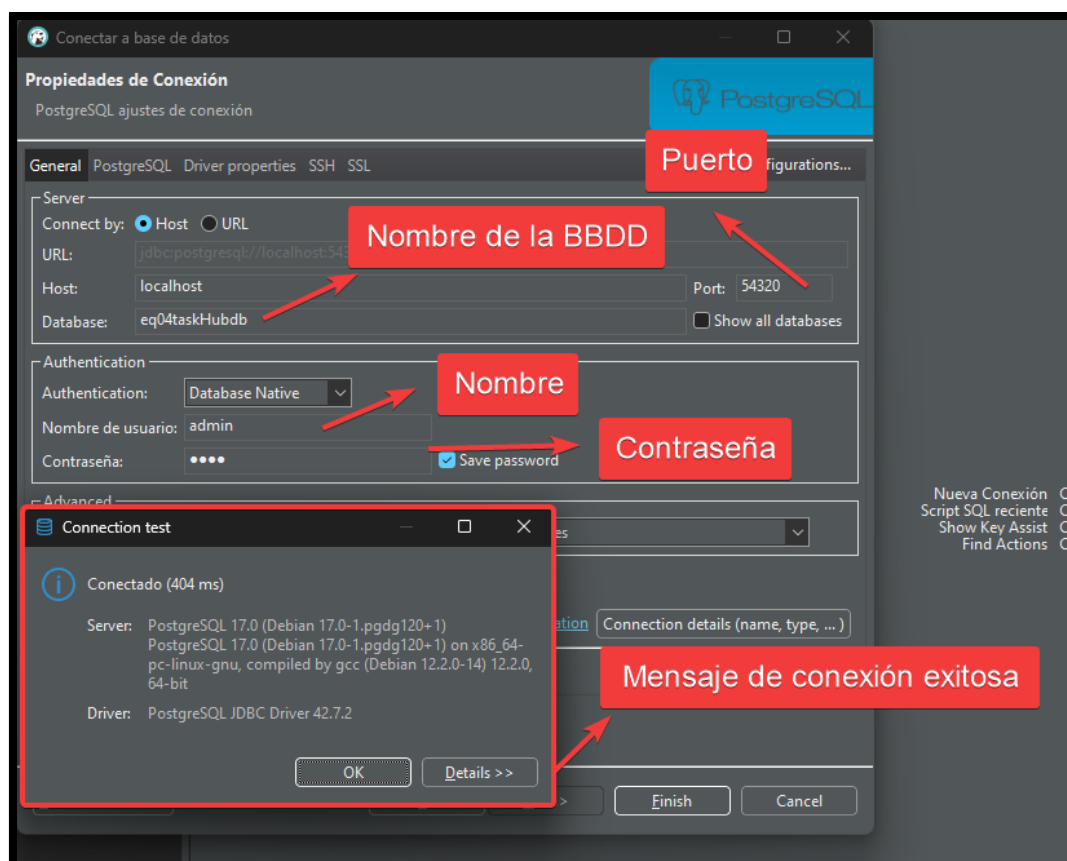 Conectar a base de datos
Propiedades de Conexión
PostgreSQL ajustes de conexión
PostgreSQL
Puerto
General PostgreSQL Driver properties SSH SSL
figurations...
Server
Connect by: Host URL
Nombre de la BBDD
URL: jdbc:postgresql://localhost:543
Host: localhost Port: 54320
Database: eq04taskHubdb Show all databases
Authentication
Nombre
Authentication: Database Native
Nombre de usuario: admin
Contraseña
Contraseña: •••• Save password
Advanced
Connection test
es
Conectado (404 ms)
Server: PostgreSQL 17.0 (Debian 17.0-1.pgdg120+1)
PostgreSQL 17.0 (Debian 17.0-1.pgdg120+1) on x86_64-
pc-linux-gnu, compiled by gcc (Debian 12.2.0-14) 12.2.0,
64-bit
Driver: PostgreSQL JDBC Driver 42.7.2
ation Connection details (name, type, ... )
Mensaje de conexión exitosa
OK Details >>
> Finish Cancel
Nueva Conexión C
Script SQL reciente C
Show Key Assist C
Find Actions C